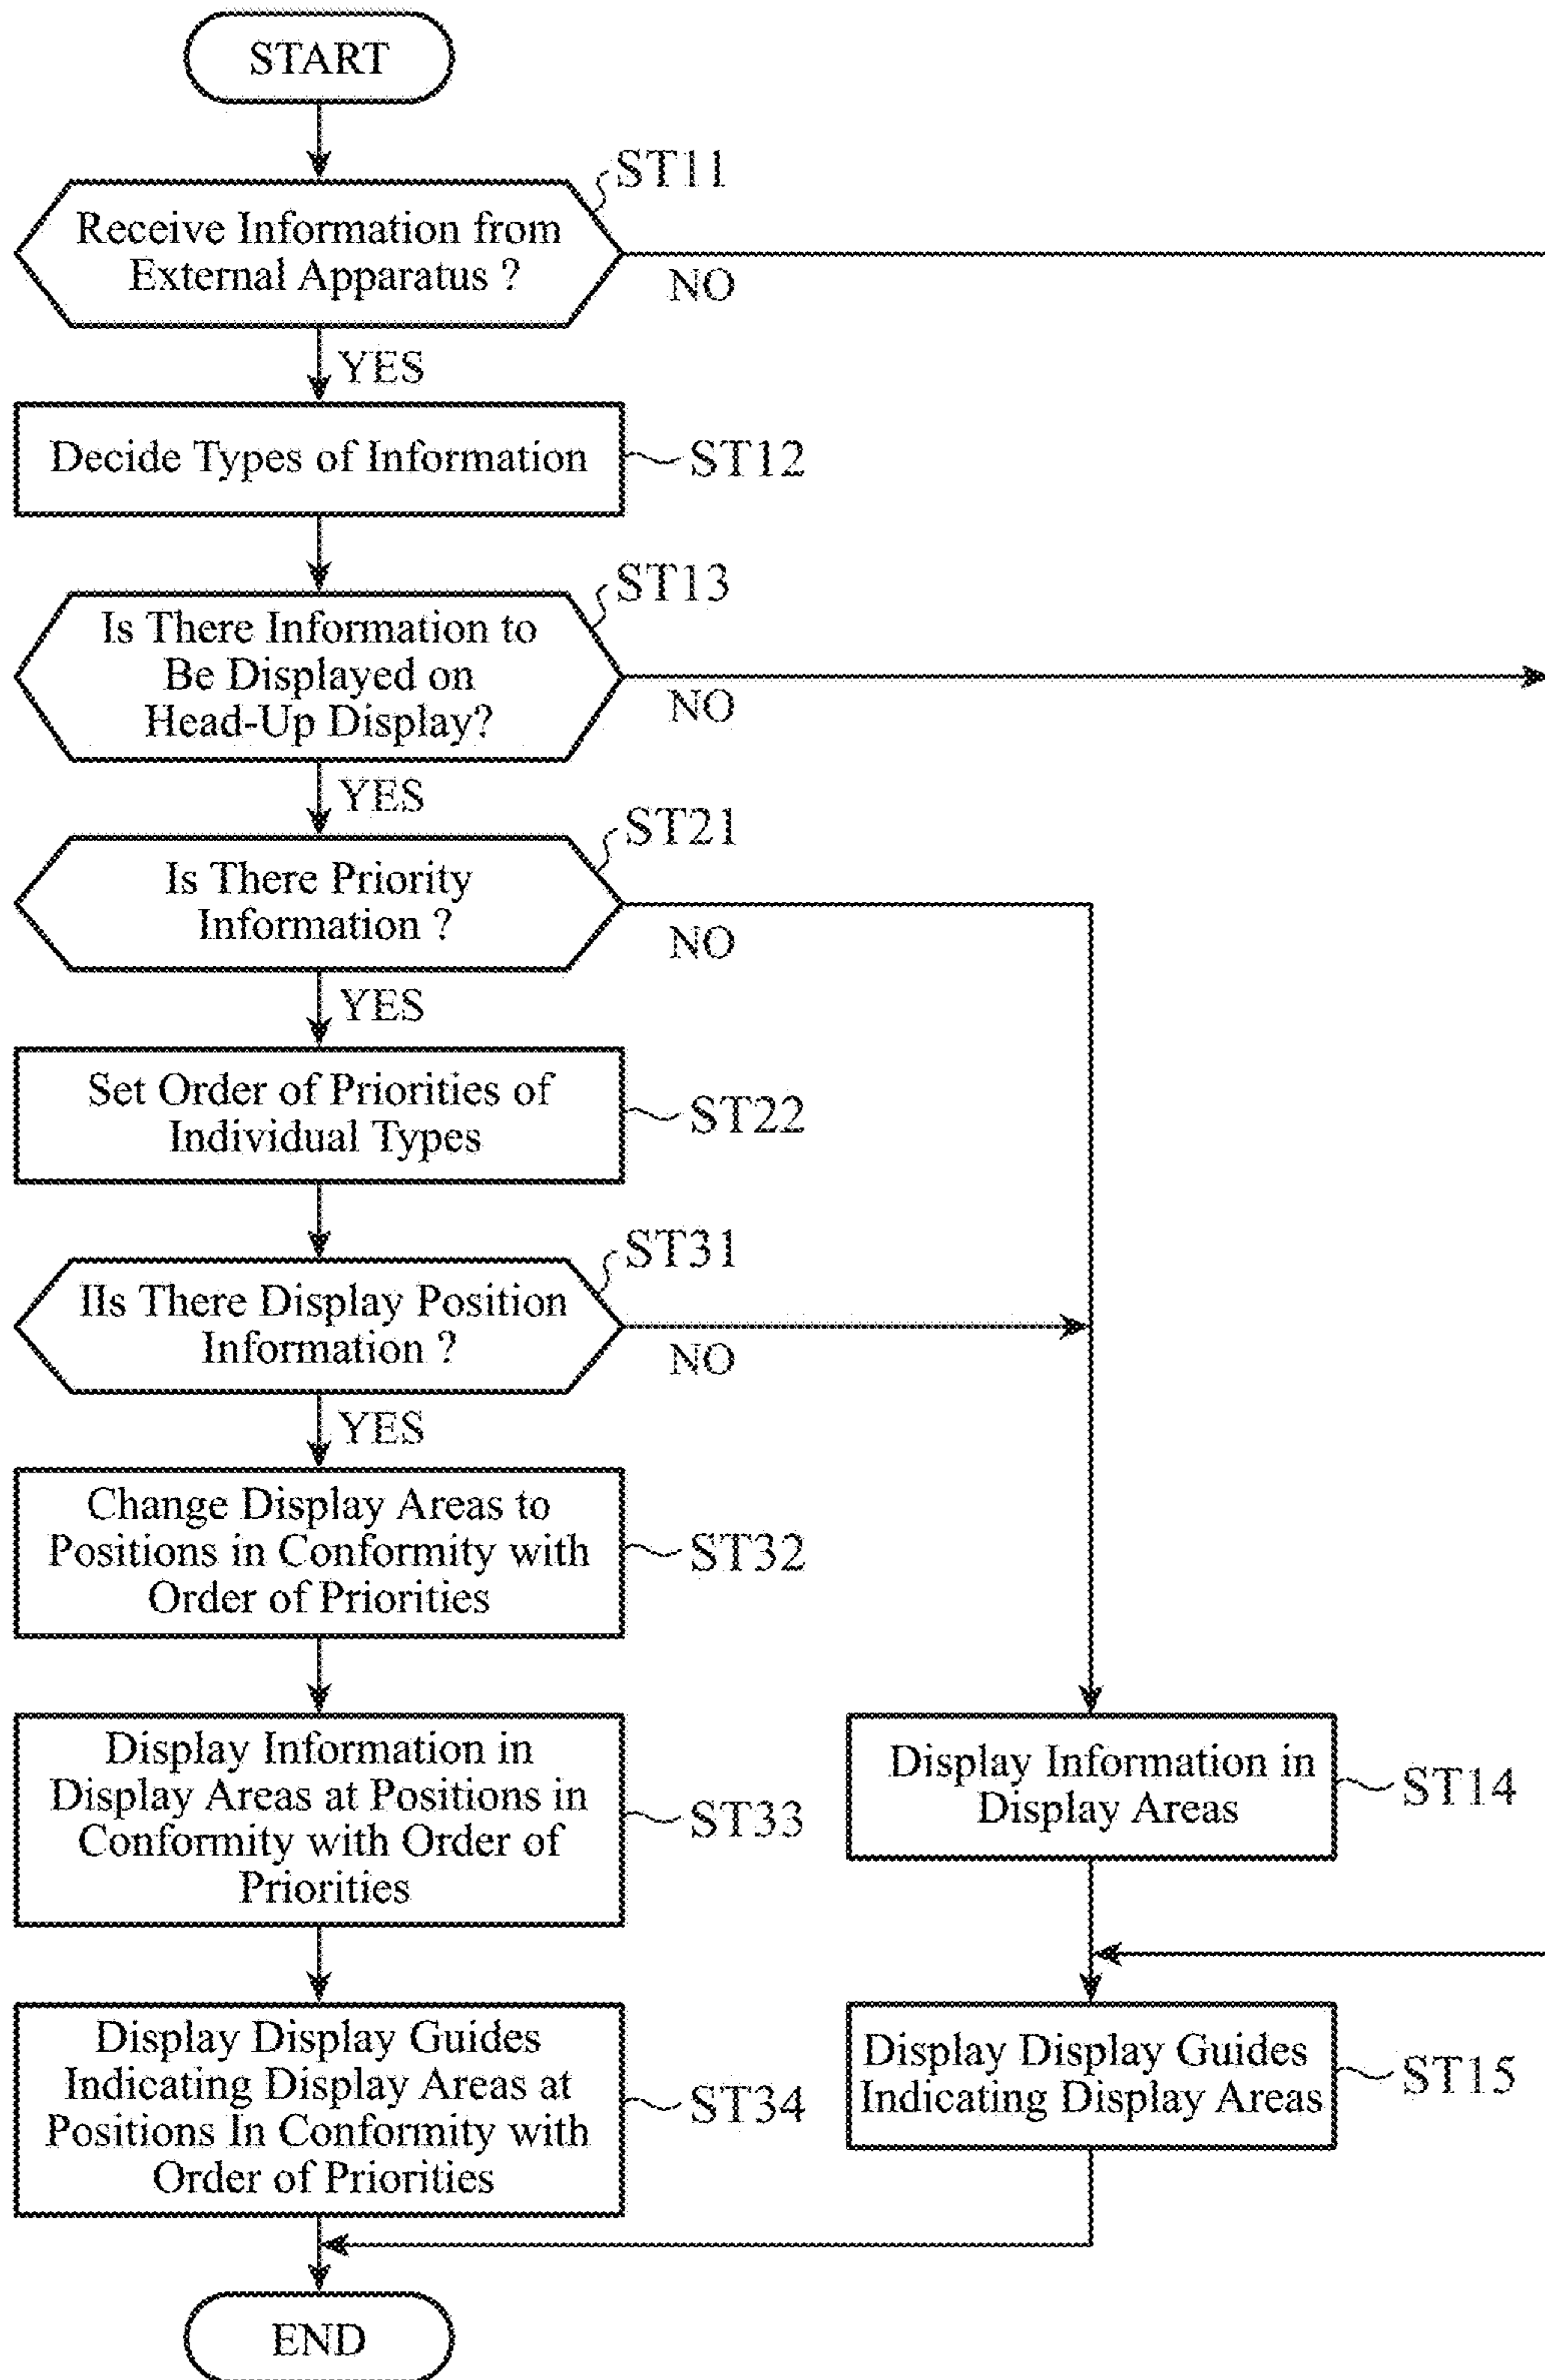 START
ST11
Receive Information from
External Apparatus ?
NO
YES
Decide Types of Information
ST12
ST13
Is There Information to
Be Displayed on
Head-Up Display?
NO
YES
ST21
Is There Priority
Information ?
NO
YES
Set Order of Priorities of
Individual Types
ST22
ST31
IIs There Display Position
Information ?
NO
YES
Change Display Areas to
Positions in Conformity with
Order of Priorities
ST32
Display Information in
Display Areas at Positions in
Conformity with Order of
Priorities
ST33
Display Information in
Display Areas
ST14
Display Display Guides
Indicating Display Areas at
Positions In Conformity with
Order of Priorities
ST34
Display Display Guides
Indicating Display Areas
ST15
END